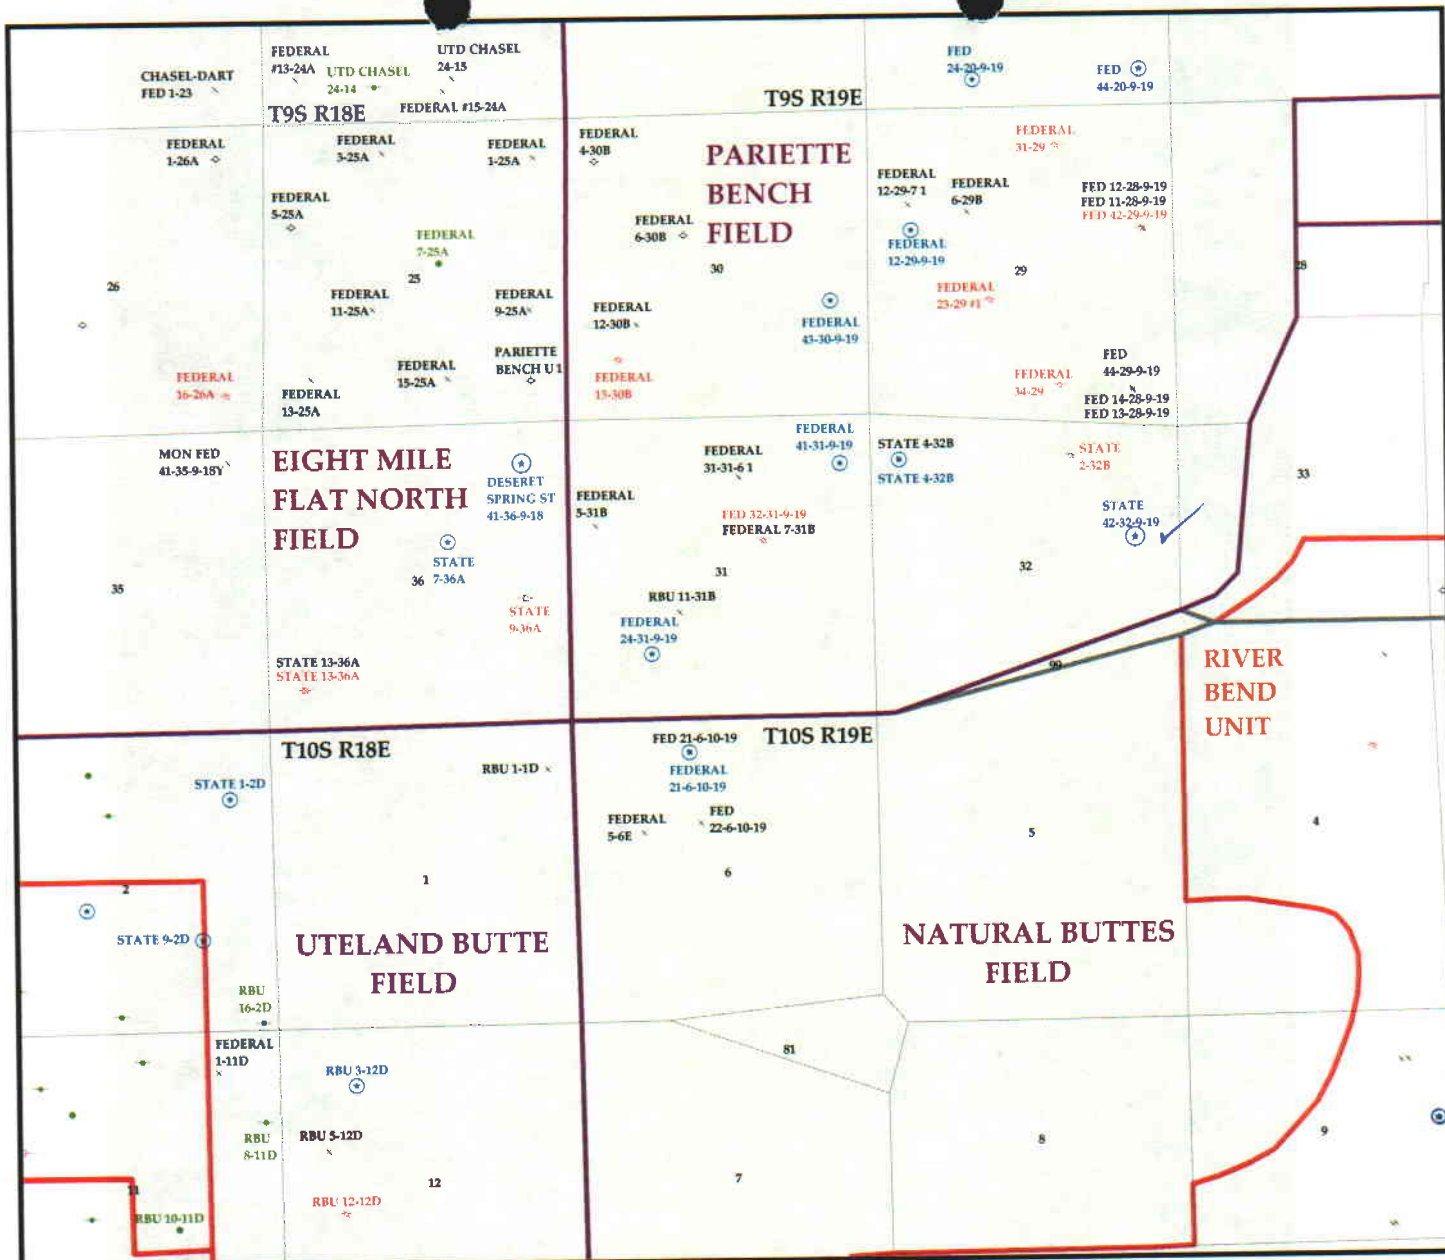 FEDERAL
#13-24A
UTD CHASEL
24-15
CHASEL-DART
FED 1-23
UTD CHASEL
24-14
FEDERAL #15-24A
T9S R18E
T9S R19E
FED
24-20-9-19
FED
44-20-9-19
FEDERAL
1-26A
FEDERAL
3-25A
FEDERAL
1-25A
FEDERAL
4-30B
PARIETTE
BENCH
FIELD
FEDERAL
31-29
FEDERAL
12-29-7 1
FEDERAL
6-29B
FED 12-28-9-19
FED 11-28-9-19
FED 42-29-9-19
FEDERAL
5-25A
FEDERAL
7-25A
FEDERAL
6-30B
FEDERAL
12-29-9-19
26
25
30
29
28
FEDERAL
11-25A
FEDERAL
9-25A
FEDERAL
12-30B
FEDERAL
43-30-9-19
FEDERAL
23-29 #1
FEDERAL
16-26A
FEDERAL
13-25A
FEDERAL
15-25A
PARIETTE
BENCH U 1
FEDERAL
13-30B
FEDERAL
34-29
FED
44-29-9-19
FED 14-28-9-19
FED 13-28-9-19
MON FED
41-35-9-18Y
EIGHT MILE
FLAT NORTH
FIELD
DESERET
SPRING ST
41-36-9-18
FEDERAL
5-31B
FEDERAL
31-31-6 1
FEDERAL
41-31-9-19
STATE 4-32B
STATE 4-32B
STATE
2-32B
33
FED 32-31-9-19
FEDERAL 7-31B
STATE
42-32-9-19
35
36
STATE
7-36A
31
32
STATE
9-36A
RBU 11-31B
FEDERAL
24-31-9-19
STATE 13-36A
STATE 13-36A
99
RIVER
BEND
UNIT
T10S R18E
RBU 1-1D
FED 21-6-10-19
T10S R19E
FEDERAL
21-6-10-19
STATE 1-2D
FEDERAL
5-6E
FED
22-6-10-19
5
4
2
1
6
STATE 9-2D
UTELAND BUTTE
FIELD
NATURAL BUTTES
FIELD
RBU
16-2D
FEDERAL
1-11D
RBU 3-12D
81
RBU
8-11D
RBU 5-12D
8
9
11
12
7
RBU 12-12D
RBU 10-11D